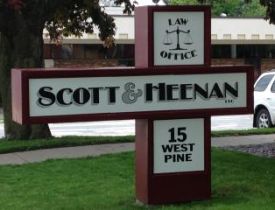 LAW
OFFICE
SCOTT & HEENAN LLC
15
WEST
PINE